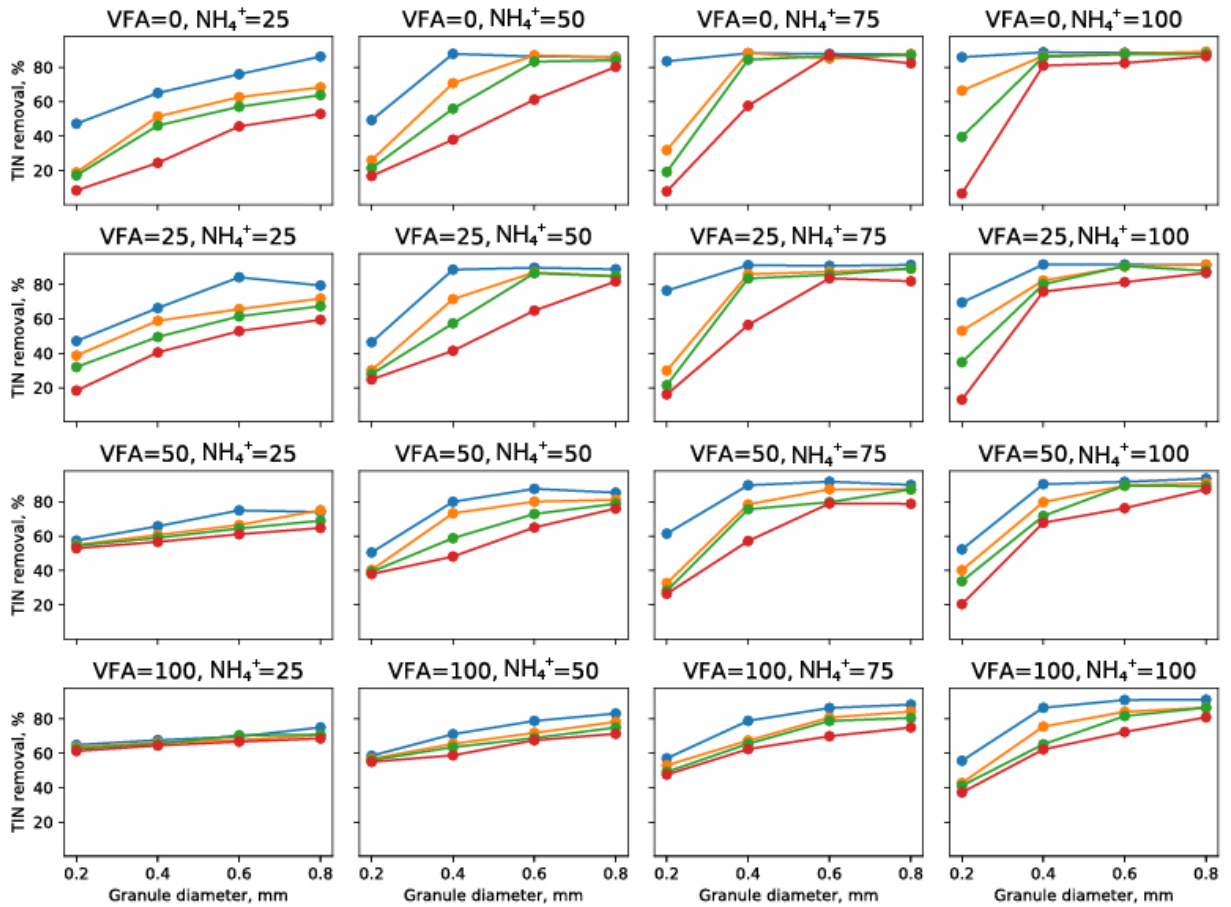 VFA=0, NH₄⁺=25 VFA=0, NH₄⁺=50 VFA=0, NH₄⁺=75 VFA=0, NH₄⁺=100
TIN removal, %
80
60
40
20
VFA=25, NH₄⁺=25 VFA=25, NH₄⁺=50 VFA=25, NH₄⁺=75 VFA=25, NH₄⁺=100
TIN removal, %
80
60
40
20
VFA=50, NH₄⁺=25 VFA=50, NH₄⁺=50 VFA=50, NH₄⁺=75 VFA=50, NH₄⁺=100
TIN removal, %
80
60
40
20
VFA=100, NH₄⁺=25 VFA=100, NH₄⁺=50 VFA=100, NH₄⁺=75 VFA=100, NH₄⁺=100
TIN removal, %
80
60
40
20
0.2 0.4 0.6 0.8 0.2 0.4 0.6 0.8 0.2 0.4 0.6 0.8 0.2 0.4 0.6 0.8
Granule diameter, mm Granule diameter, mm Granule diameter, mm Granule diameter, mm